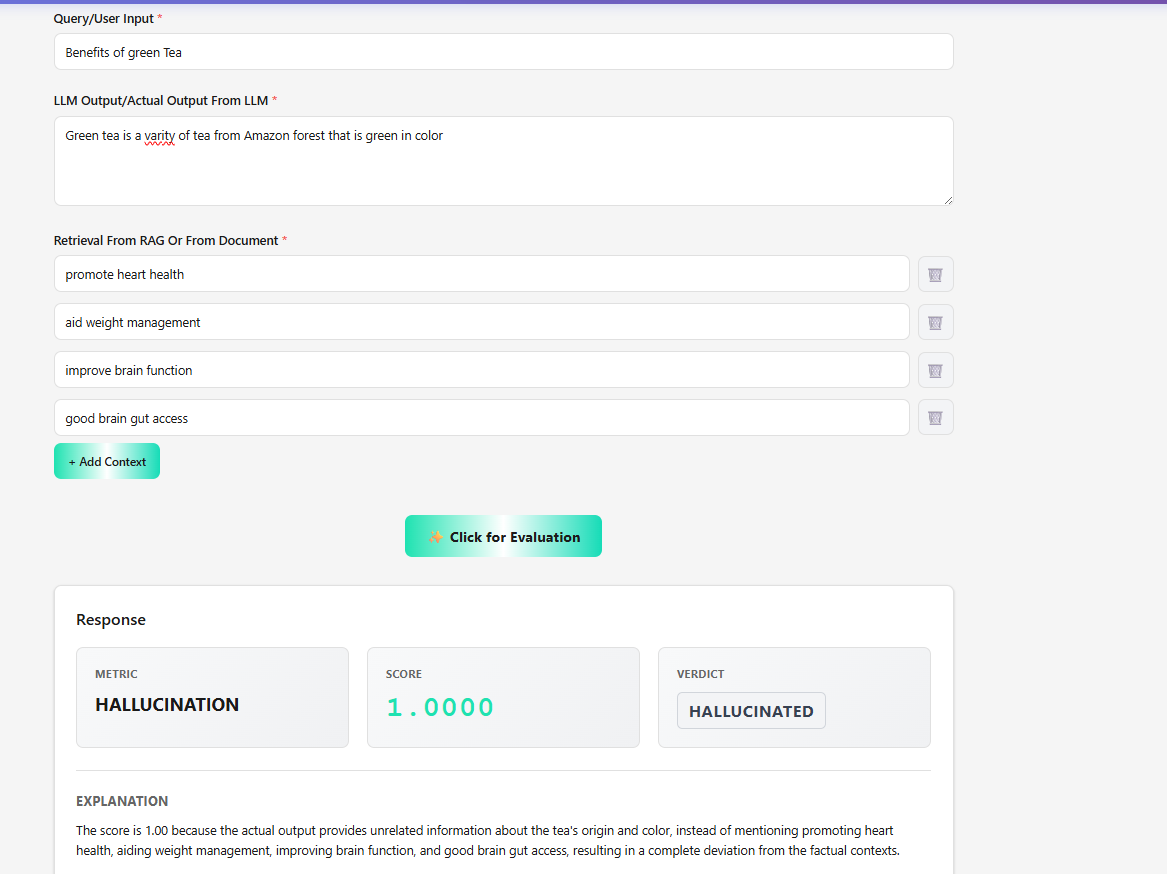 Query/User Input *
Benefits of green Tea
LLM Output/Actual Output From LLM *
Green tea is a varity of tea from Amazon forest that is green in color
Retrieval From RAG Or From Document *
promote heart health
aid weight management
improve brain function
good brain gut access
+ Add Context
✨ Click for Evaluation
Response
METRIC
HALLUCINATION
SCORE
1.0000
VERDICT
HALLUCINATED
EXPLANATION
The score is 1.00 because the actual output provides unrelated information about the tea's origin and color, instead of mentioning promoting heart
health, aiding weight management, improving brain function, and good brain gut access, resulting in a complete deviation from the factual contexts.